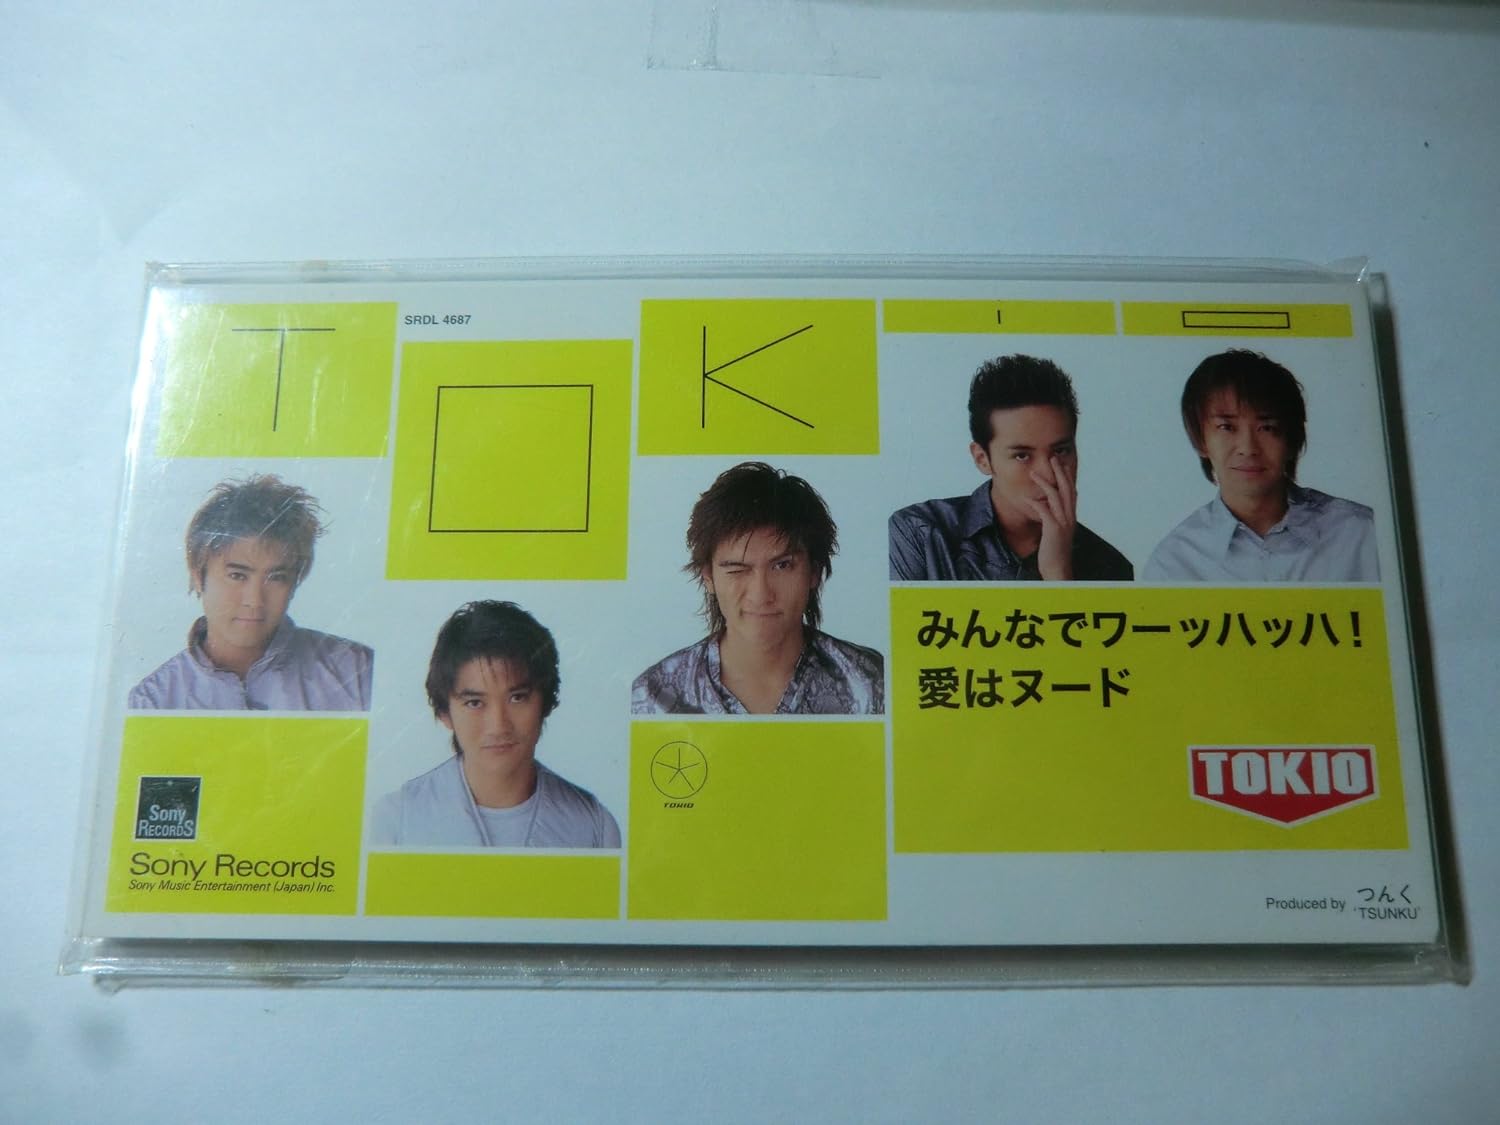 TOKIO
SRDL 4687
みんなでワーッハッハ！
愛はヌード
TOKIO
TOKIO
Sony
RECORDS
Sony Records
Sony Music Entertainment (Japan) Inc.
Produced by つんく
'TSUNKU'